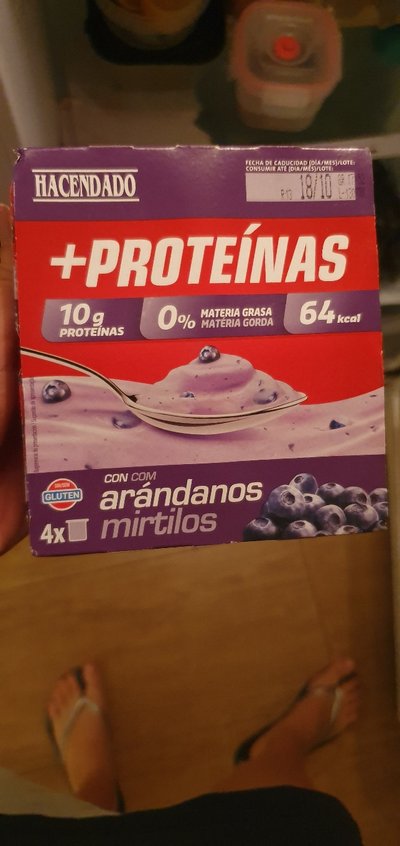 HACENDADO
FECHA DE CADUCIDAD (DÍA/MES)/LOTE:
CONSUMIR ATÉ (DIA/MÊS)/LOTE:
18/10
+PROTEÍNAS
10g
PROTEÍNAS
0% MATERIA GRASA
MATÉRIA GORDA
64 kcal
GLUTEN
CON COM
arándanos
mirtilos
4x